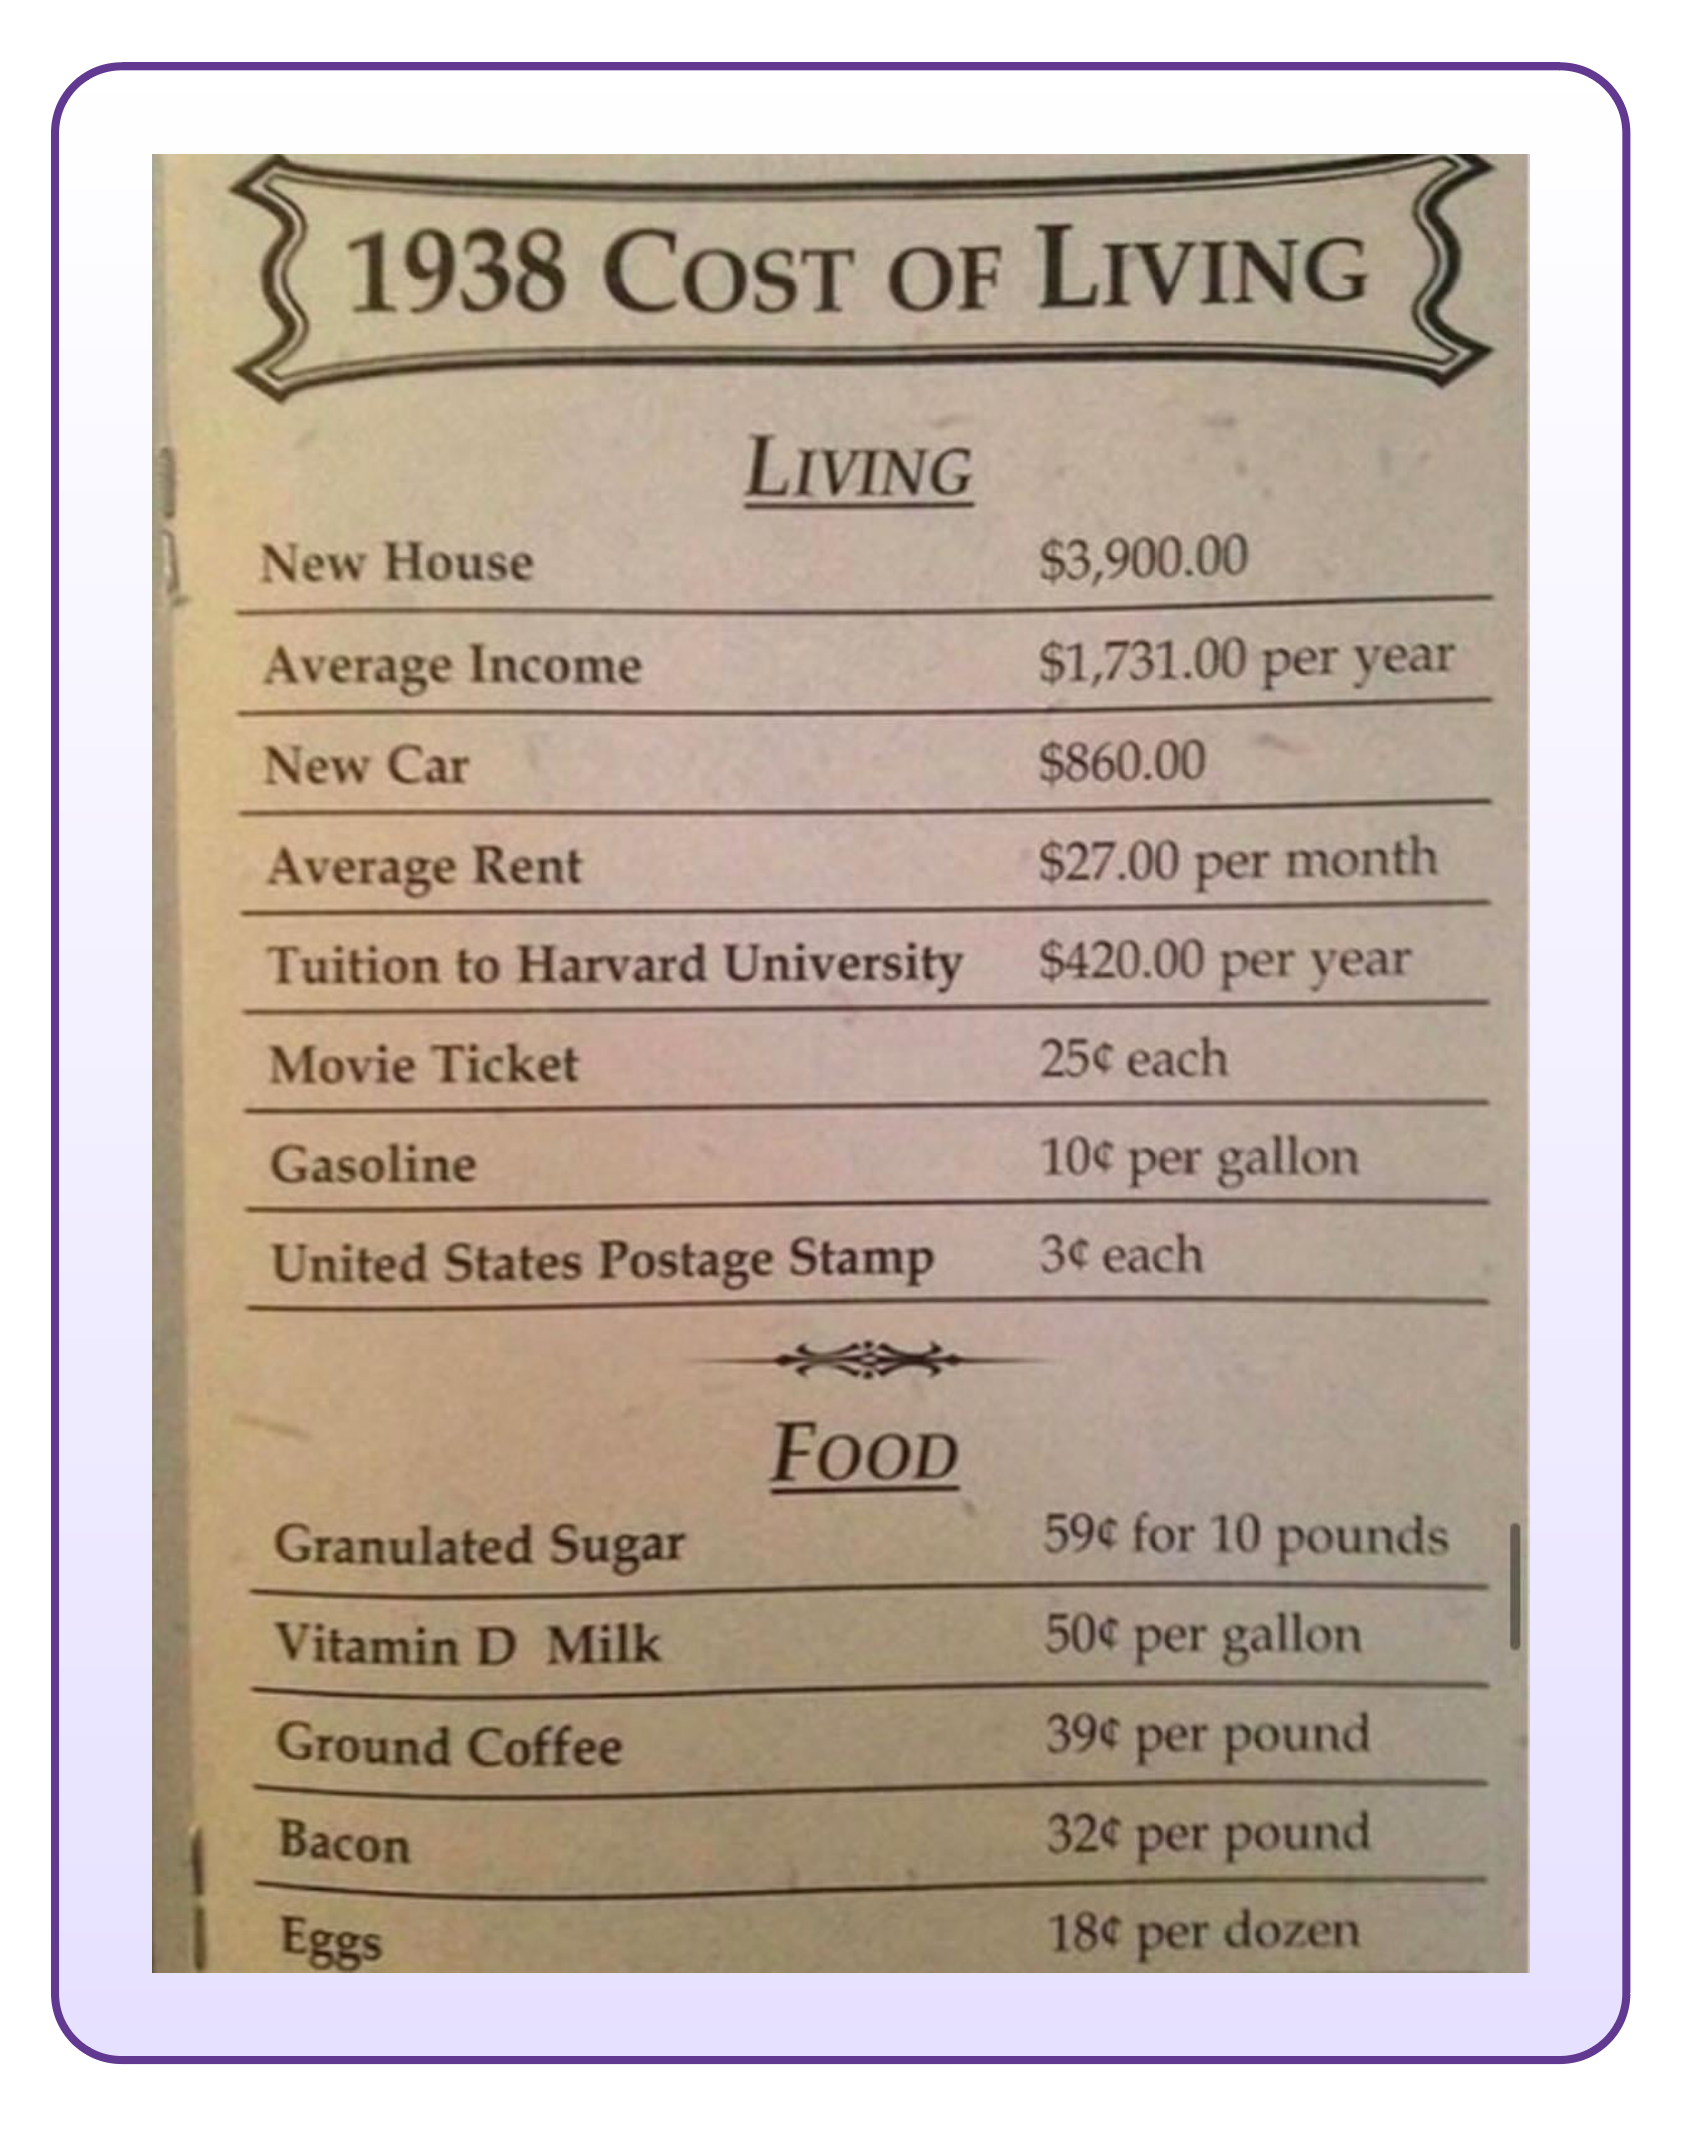 1938 COST OF LIVING
LIVING
New House $3,900.00
Average Income $1,731.00 per year
New Car $860.00
Average Rent $27.00 per month
Tuition to Harvard University $420.00 per year
Movie Ticket 25¢ each
Gasoline 10¢ per gallon
United States Postage Stamp 3¢ each
FOOD
Granulated Sugar 59¢ for 10 pounds
Vitamin D Milk 50¢ per gallon
Ground Coffee 39¢ per pound
Bacon 32¢ per pound
Eggs 18¢ per dozen